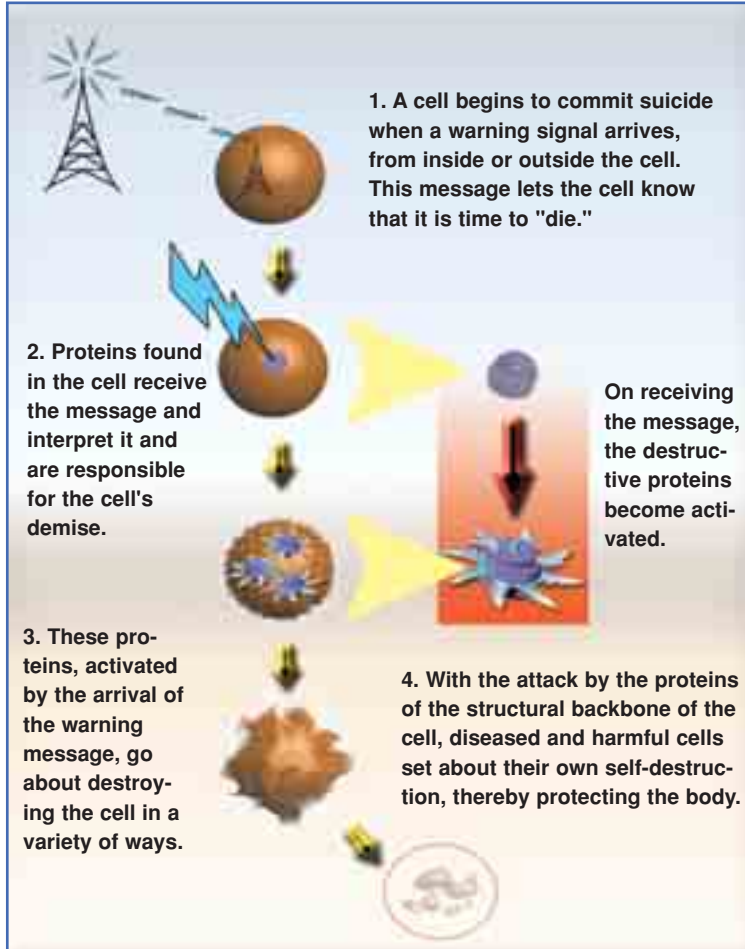 1. A cell begins to commit suicide
when a warning signal arrives,
from inside or outside the cell.
This message lets the cell know
that it is time to "die."
2. Proteins found
in the cell receive
the message and
interpret it and
are responsible
for the cell's
demise.
On receiving
the message,
the destruc-
tive proteins
become acti-
vated.
3. These pro-
teins, activated
by the arrival of
the warning
message, go
about destroy-
ing the cell in a
variety of ways.
4. With the attack by the proteins
of the structural backbone of the
cell, diseased and harmful cells
set about their own self-destruc-
tion, thereby protecting the body.